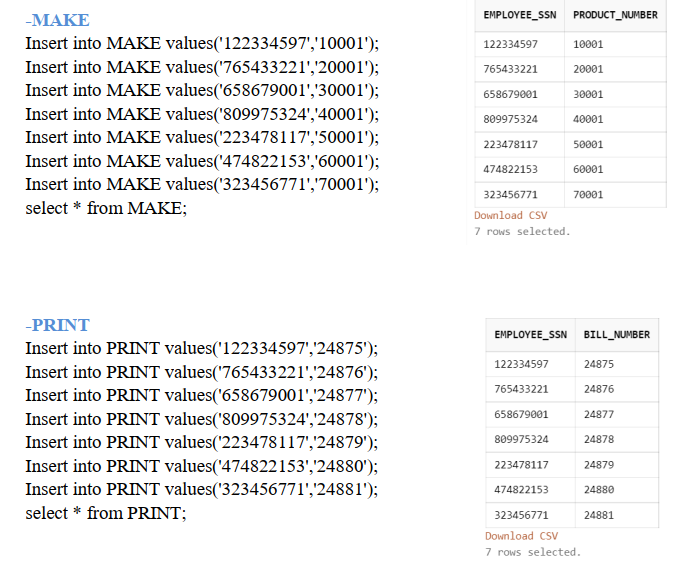 -MAKE
Insert into MAKE values('122334597','10001');
Insert into MAKE values('765433221','20001');
Insert into MAKE values('658679001','30001');
Insert into MAKE values('809975324','40001');
Insert into MAKE values('223478117','50001');
Insert into MAKE values('474822153','60001');
Insert into MAKE values('323456771','70001');
select * from MAKE;
EMPLOYEE_SSN PRODUCT_NUMBER
122334597 10001
765433221 20001
658679001 30001
809975324 40001
223478117 50001
474822153 60001
323456771 70001
Download CSV
7 rows selected.
-PRINT
Insert into PRINT values('122334597','24875');
Insert into PRINT values('765433221','24876');
Insert into PRINT values('658679001','24877');
Insert into PRINT values('809975324','24878');
Insert into PRINT values('223478117','24879');
Insert into PRINT values('474822153','24880');
Insert into PRINT values('323456771','24881');
select * from PRINT;
EMPLOYEE_SSN BILL_NUMBER
122334597 24875
765433221 24876
658679001 24877
809975324 24878
223478117 24879
474822153 24880
323456771 24881
Download CSV
7 rows selected.